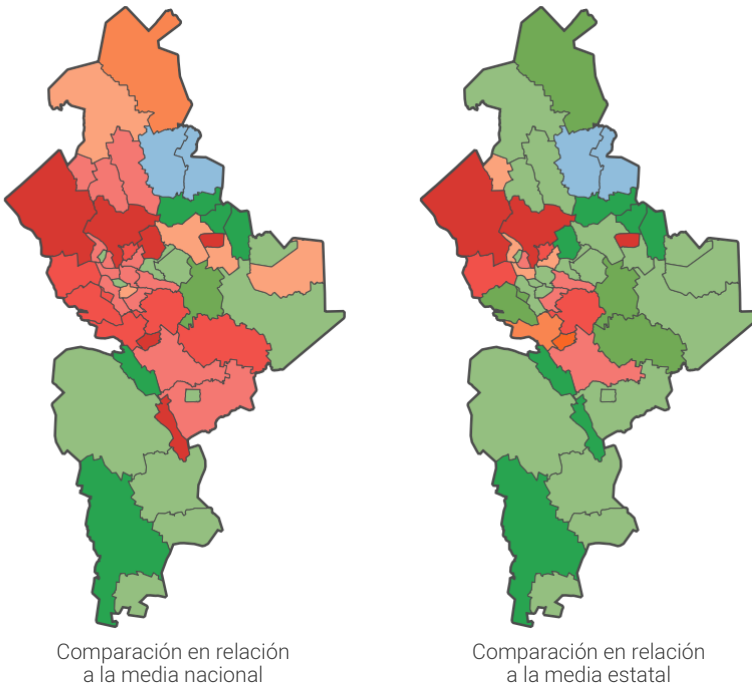 Comparación en relación
a la media nacional
Comparación en relación
a la media estatal